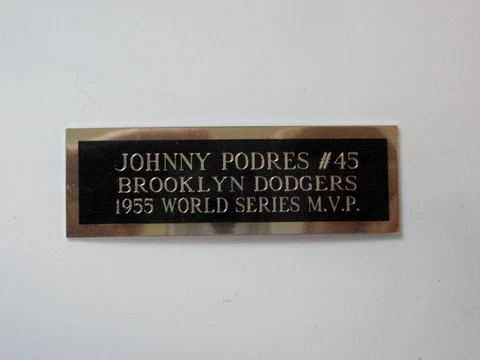 JOHNNY PODRES #45
BROOKLYN DODGERS
1955 WORLD SERIES M.V.P.